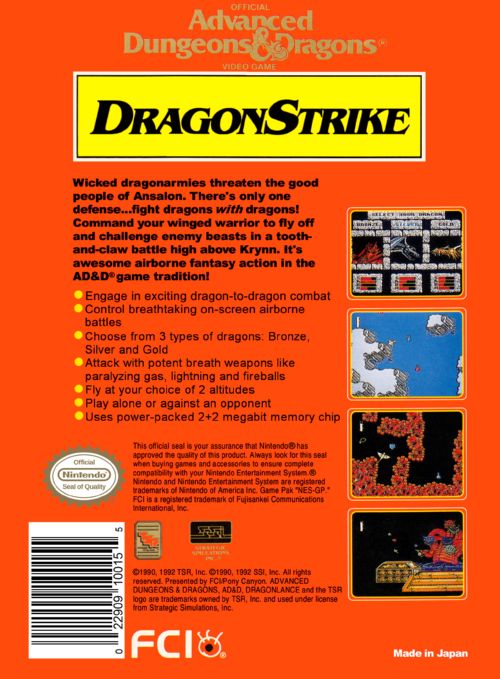 OFFICIAL
Advanced
Dungeons & Dragons®
VIDEO GAME
DRAGONSTRIKE
Wicked dragonarmies threaten the good
people of Ansalon. There's only one
defense...fight dragons with dragons!
Command your winged warrior to fly off
and challenge enemy beasts in a tooth-
and-claw battle high above Krynn. It's
awesome airborne fantasy action in the
AD&D® game tradition!
Engage in exciting dragon-to-dragon combat
Control breathtaking on-screen airborne
battles
Choose from 3 types of dragons: Bronze,
Silver and Gold
Attack with potent breath weapons like
paralyzing gas, lightning and fireballs
Fly at your choice of 2 altitudes
Play alone or against an opponent
Uses power-packed 2+2 megabit memory chip
SELECT YOUR DRAGON
BRONZE SILVER GOLD
Official
Nintendo®
Seal of Quality
This official seal is your assurance that Nintendo® has
approved the quality of this product. Always look for this seal
when buying games and accessories to ensure complete
compatibility with your Nintendo Entertainment System.®
Nintendo and Nintendo Entertainment System are registered
trademarks of Nintendo of America Inc. Game Pak "NES-GP."
FCI is a registered trademark of Fujisankei Communications
International, Inc.
STRATEGIC
SIMULATIONS,
INC.
©1990, 1992 TSR, Inc. ©1990, 1992 SSI, Inc. All rights
reserved. Presented by FCI/Pony Canyon. ADVANCED
DUNGEONS & DRAGONS, AD&D, DRAGONLANCE and the TSR
logo are trademarks owned by TSR, Inc. and used under license
from Strategic Simulations, Inc.
0 22909 10015 5
FCI®
Made in Japan